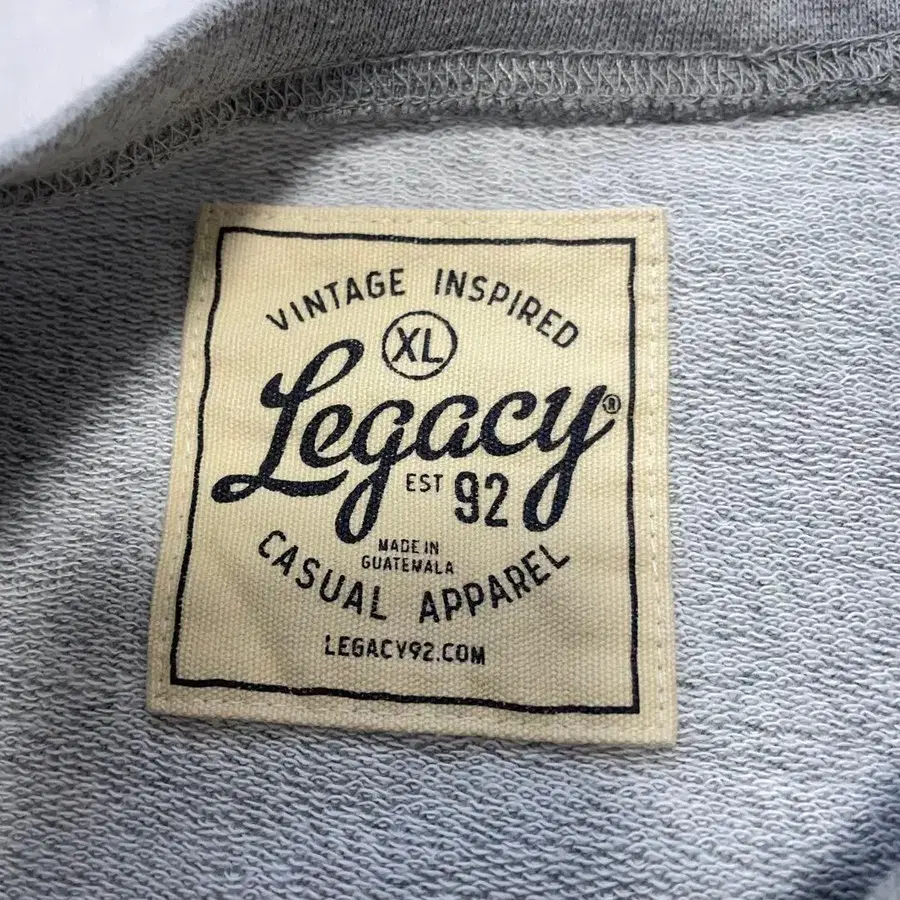 VINTAGE INSPIRED
XL
Legacy®
EST 92
MADE IN
GUATEMALA
CASUAL APPAREL
LEGACY92.COM